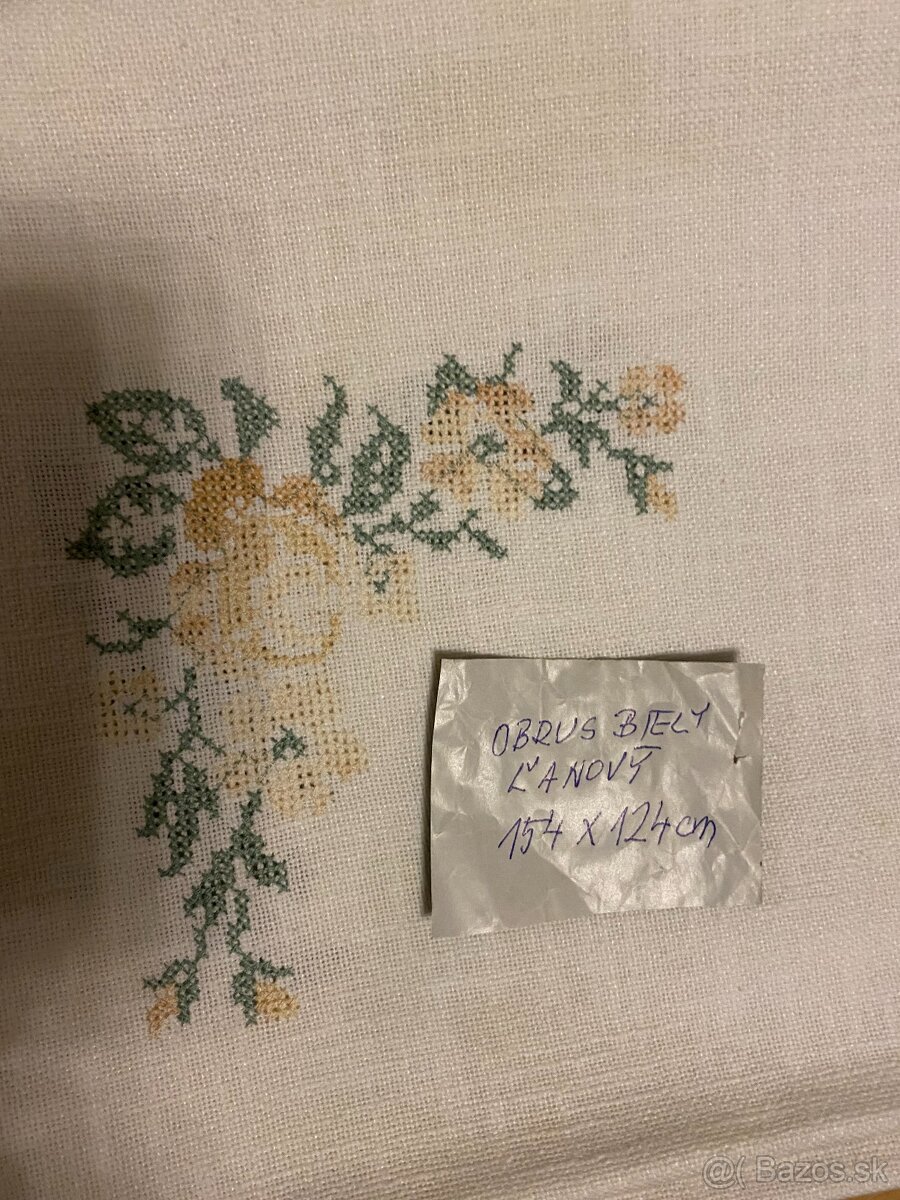 OBRUS BIELY
ĽANOVÝ
154 X 124 cm
@( Bazos.sk